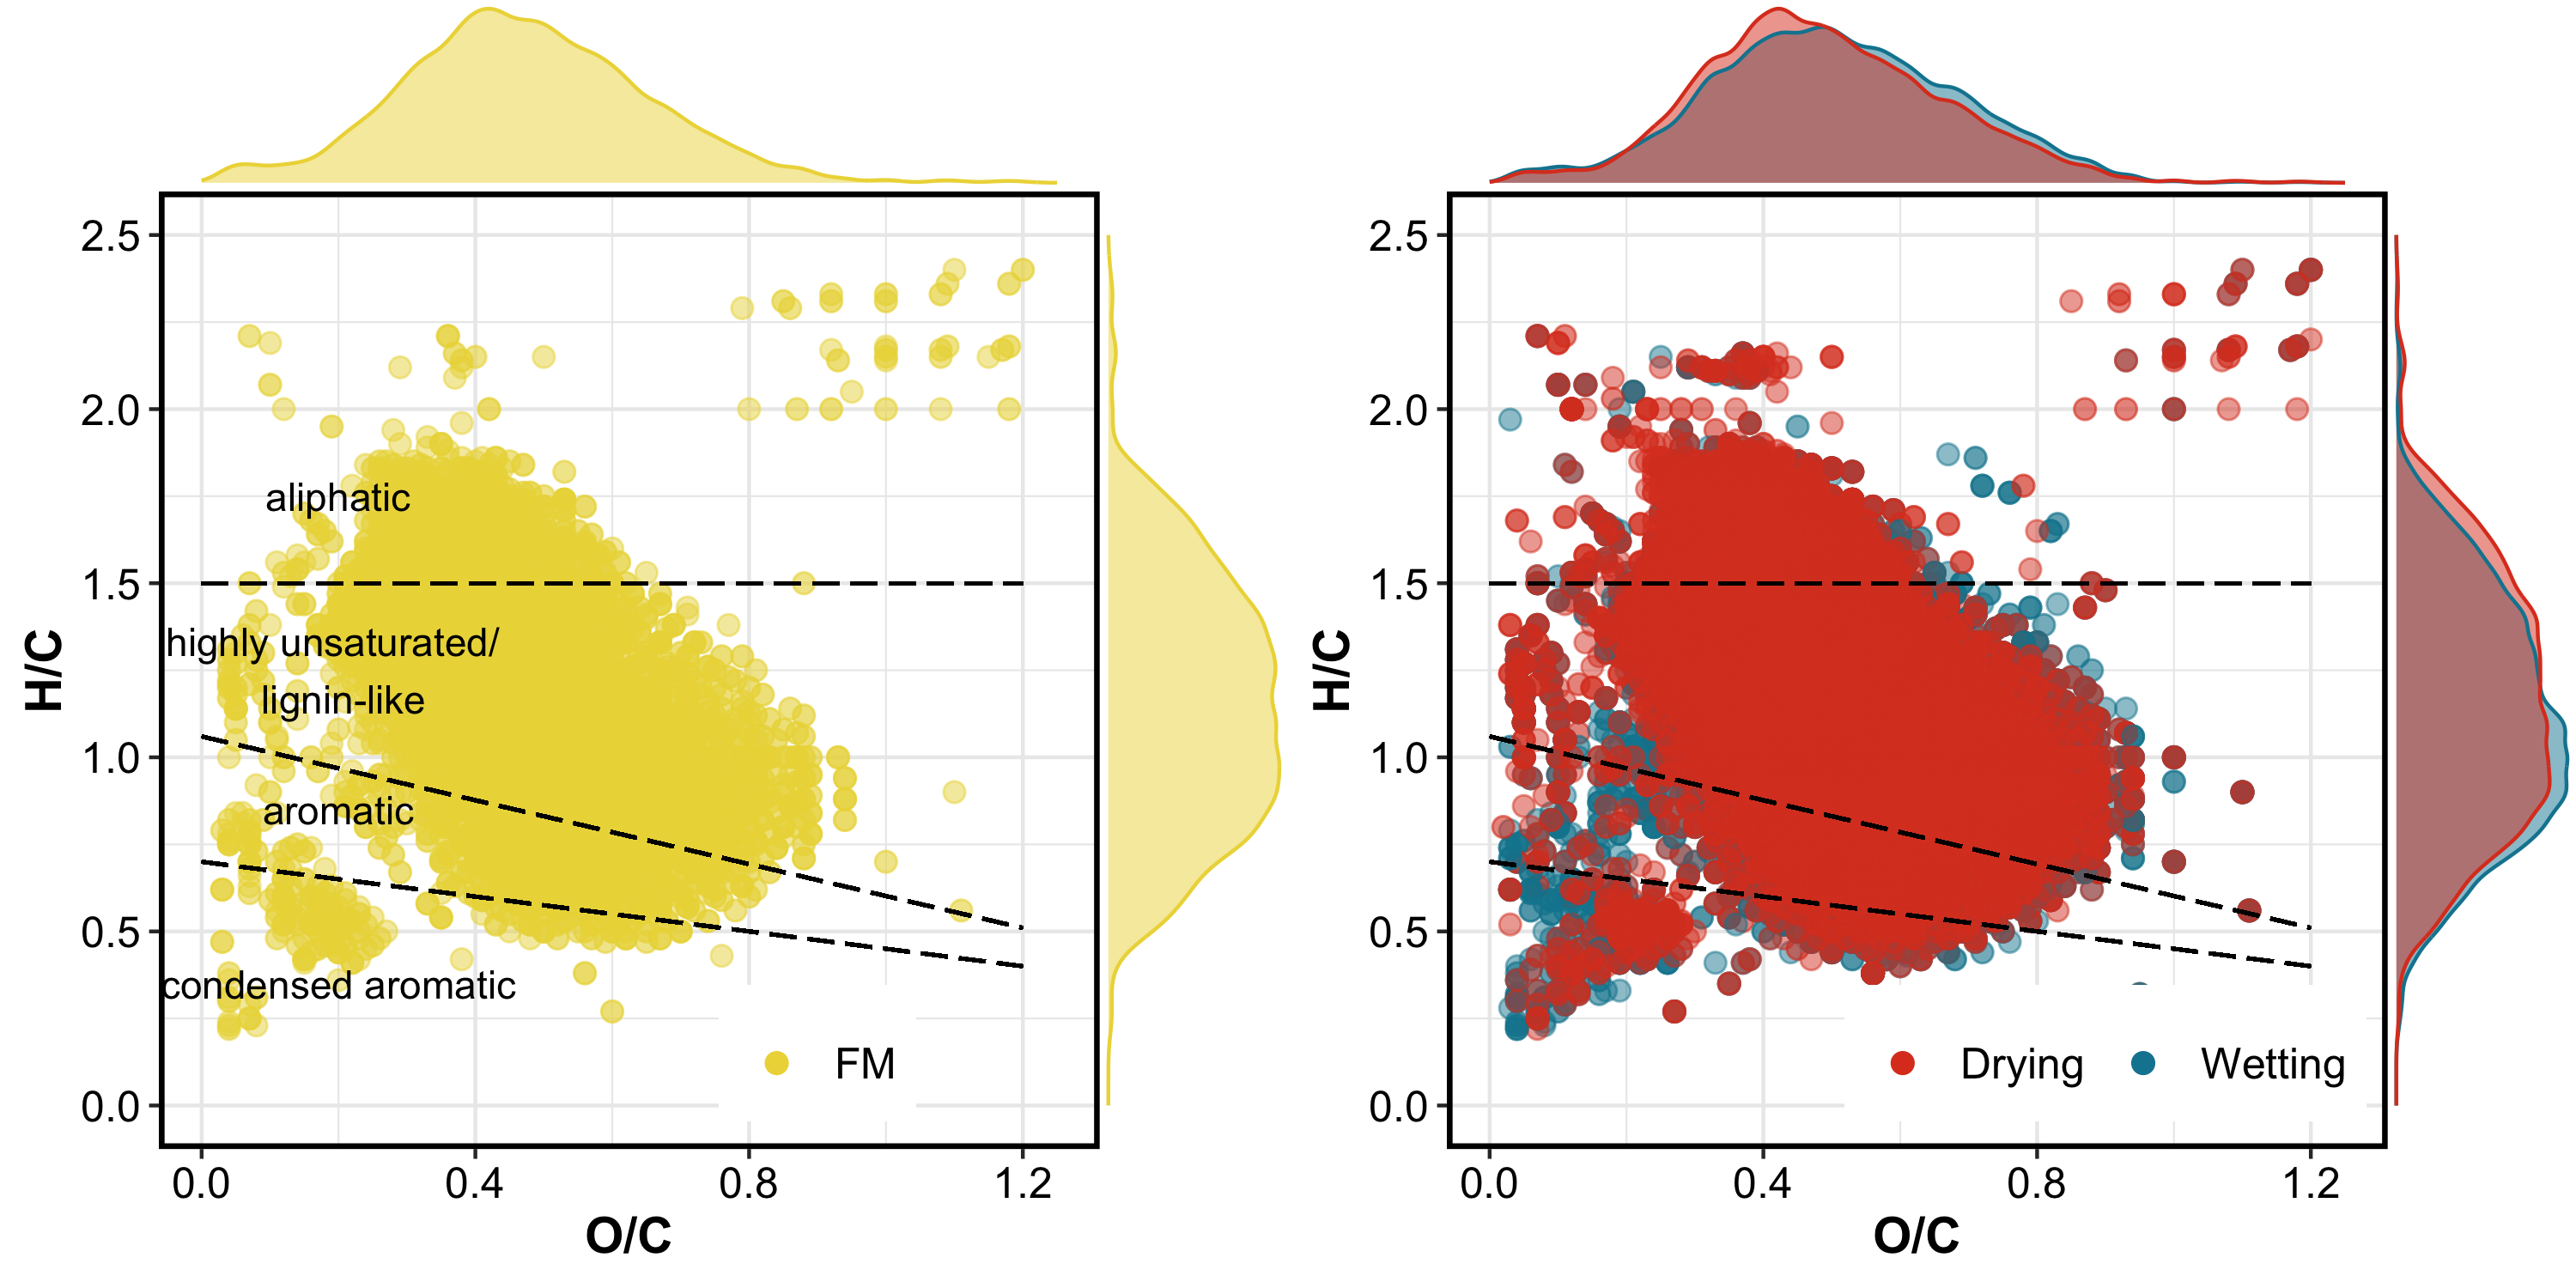 2.5
2.0
1.5
1.0
0.5
0.0
H/C
aliphatic
highly unsaturated/
lignin-like
aromatic
condensed aromatic
FM
0.0 0.4 0.8 1.2
O/C
2.5
2.0
1.5
1.0
0.5
0.0
H/C
Drying Wetting
0.0 0.4 0.8 1.2
O/C